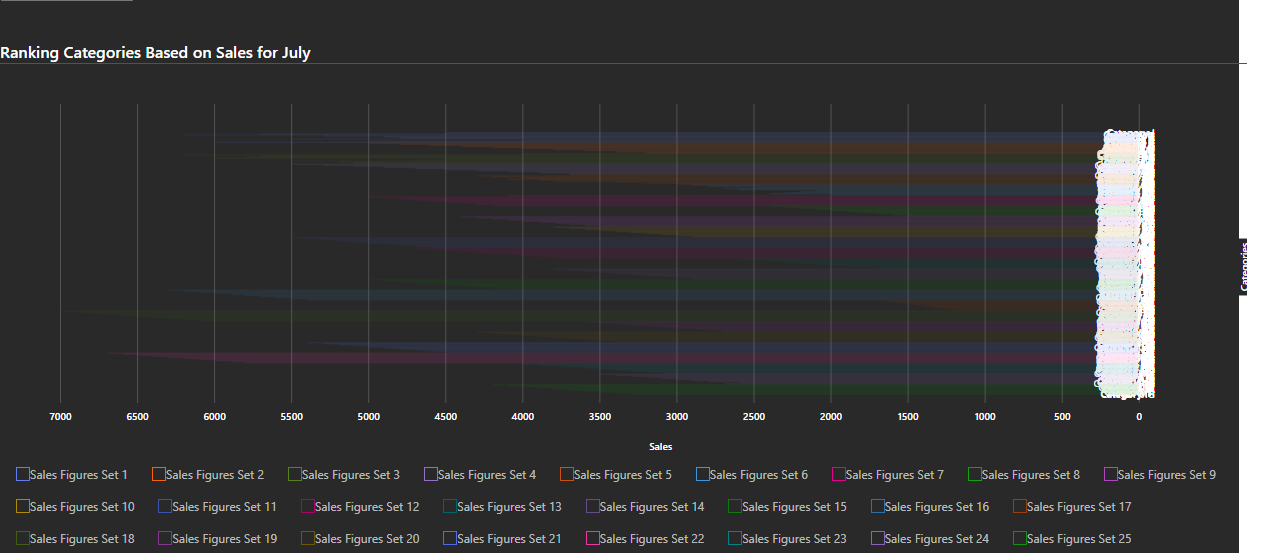 Ranking Categories Based on Sales for July
Categories
7000 6500 6000 5500 5000 4500 4000 3500 3000 2500 2000 1500 1000 500 0
Sales
Sales Figures Set 1 Sales Figures Set 2 Sales Figures Set 3 Sales Figures Set 4 Sales Figures Set 5 Sales Figures Set 6 Sales Figures Set 7 Sales Figures Set 8 Sales Figures Set 9
Sales Figures Set 10 Sales Figures Set 11 Sales Figures Set 12 Sales Figures Set 13 Sales Figures Set 14 Sales Figures Set 15 Sales Figures Set 16 Sales Figures Set 17
Sales Figures Set 18 Sales Figures Set 19 Sales Figures Set 20 Sales Figures Set 21 Sales Figures Set 22 Sales Figures Set 23 Sales Figures Set 24 Sales Figures Set 25